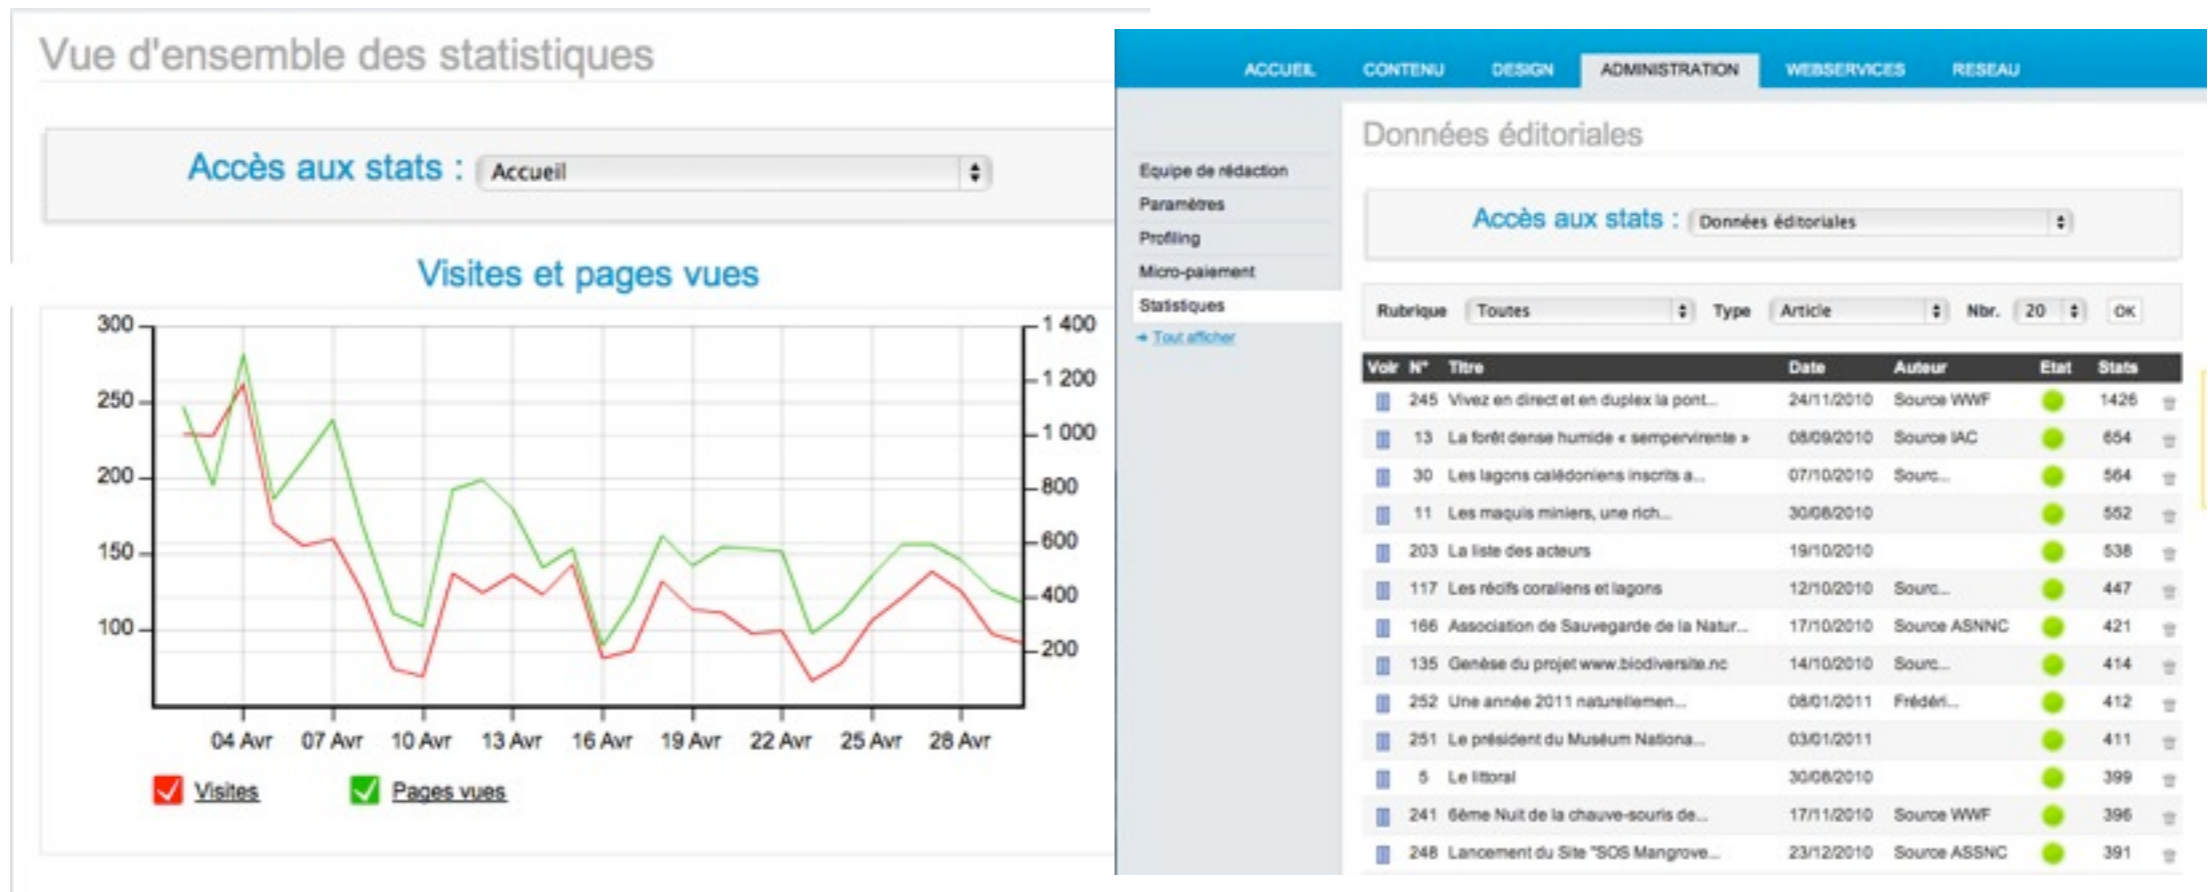 Vue d'ensemble des statistiques
Accès aux stats : Accueil
Visites et pages vues
300
250
200
150
100
1 400
1 200
1 000
800
600
400
200
04 Avr 07 Avr 10 Avr 13 Avr 16 Avr 19 Avr 22 Avr 25 Avr 28 Avr
Visites Pages vues
ACCUEIL CONTENU DESIGN ADMINISTRATION WEBSERVICES RESEAU
Equipe de rédaction
Paramètres
Profiling
Micro-paiement
Statistiques
Tout afficher
Données éditoriales
Accès aux stats : Données éditoriales
Rubrique Toutes Type Article Nbr. 20 OK
Voir N° Titre Date Auteur Etat Stats
245 Vivez en direct et en duplex la pont... 24/11/2010 Source WWF 1426
13 La forêt dense humide « sempervirente » 08/09/2010 Source IAC 654
30 Les lagons calédoniens inscrits a... 07/10/2010 Sourc... 564
11 Les maquis miniers, une rich... 30/08/2010 552
203 La liste des acteurs 19/10/2010 538
117 Les récifs coraliens et lagons 12/10/2010 Sourc... 447
166 Association de Sauvegarde de la Natur... 17/10/2010 Source ASNNC 421
135 Genèse du projet www.biodiversite.nc 14/10/2010 Sourc... 414
252 Une année 2011 naturellemen... 08/01/2011 Frédéri... 412
251 Le président du Muséum Nationa... 03/01/2011 411
5 Le littoral 30/08/2010 399
241 6ème Nuit de la chauve-souris de... 17/11/2010 Source WWF 396
248 Lancement du Site "SOS Mangrove... 23/12/2010 Source ASSNC 391